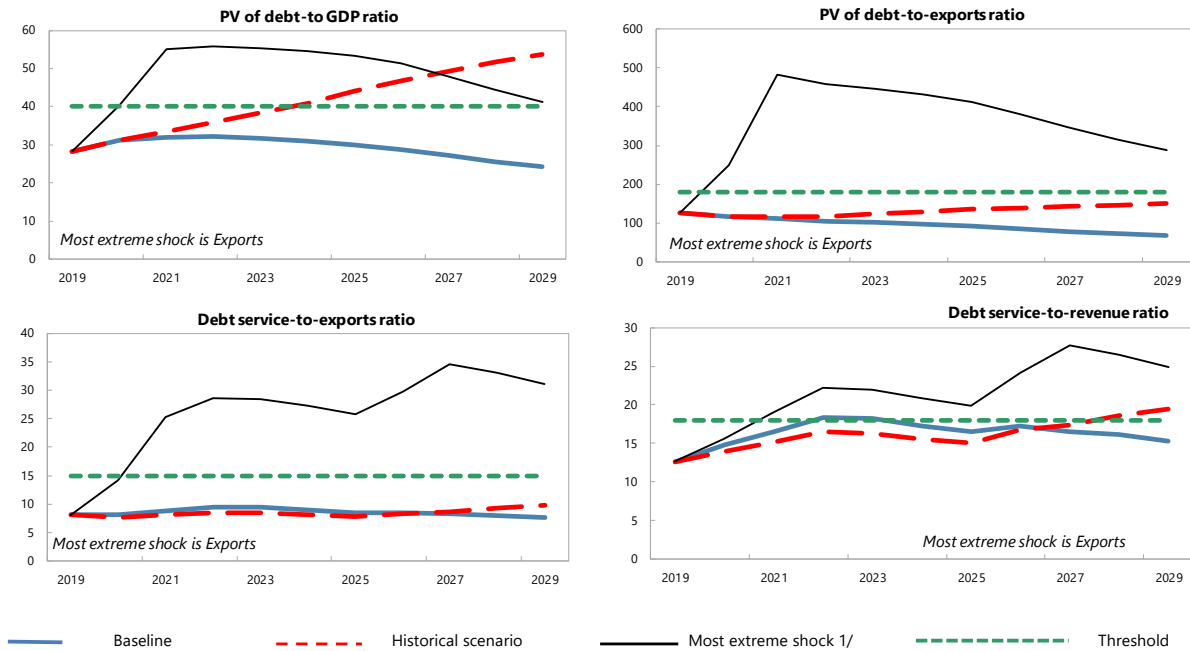 PV of debt-to GDP ratio
60
50
40
30
20
10
0
Most extreme shock is Exports
2019 2021 2023 2025 2027 2029
PV of debt-to-exports ratio
600
500
400
300
200
100
0
Most extreme shock is Exports
2019 2021 2023 2025 2027 2029
Debt service-to-exports ratio
40
35
30
25
20
15
10
5
0
Most extreme shock is Exports
2019 2021 2023 2025 2027 2029
Debt service-to-revenue ratio
30
25
20
15
10
5
0
Most extreme shock is Exports
2019 2021 2023 2025 2027 2029
Baseline Historical scenario Most extreme shock 1/ Threshold